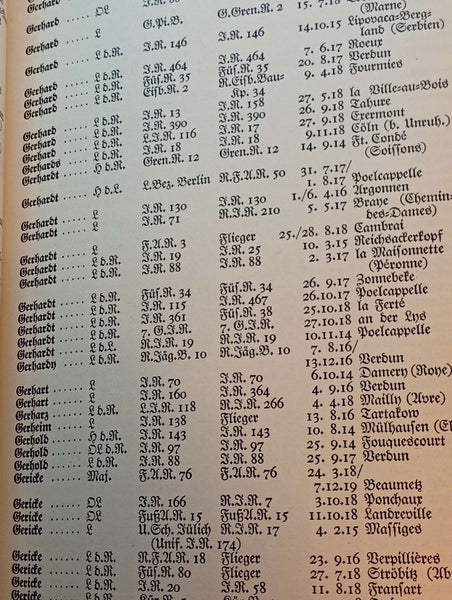 Gerhard ..... OL I.R. 88 G.Gren.R. 2 15. 7.18
(Marne)
Gerhard ..... L G.Pi.B. 14.10.15 Lipovaca-Berg-
land (Serbien)
I.R. 146 I.R. 146 7. 6.17 Roeux
Gerhard ..... L d.R. I.R. 464 I.R. 464 20. 8.17 Verdun
Gerhard ..... L d.R. Füs.R. 35 Füs.R. 35 9. 4.18 Fourmies
Gerhard ..... L d.R. Eisb.R. 2 R.Eisb.Bau-
Kp. 34
Gerhard ..... L d.R. I.R. 13 I.R. 158 27. 5.18 la Ville-au-Bois
Gerhard ..... L d.R. I.R. 390 I.R. 390 26. 9.18 Tahure
Gerhard ..... L d.R. L.I.R. 116 I.R. 17 27. 9.18 Exermont
Gerhards ..... L d.R. I.R. 18 I.R. 18 9.11.18 Cöln (b. Unruh.)
Gerhardt ..... H d.R. Gren.R. 12 Gren.R. 12 14. 9.14 Ft. Condé
(Soissons)
Gerhardt ..... H d.L. L.Bez. Berlin R.F.A.R. 50 31. 7.17/
1. 8.17 Poelcappelle
Gerhardt ..... L I.R. 130 I.R. 130 1./6. 4.16 Argonnen
Gerhardt ..... L I.R. 71 R.I.R. 210 5. 5.17 Braye (Chemin-
des-Dames)
Gerhardt ..... L F.A.R. 3 Flieger 25./28. 8.18 Cambrai
Gerhardt ..... L d.R. I.R. 19 I.R. 25 10. 3.15 Reichsackerkopf
Gerhardt ..... L d.R. I.R. 88 I.R. 88 2. 3.17 la Maisonnette
(Péronne)
Gerhardt ..... L d.R. Füs.R. 34 Füs.R. 34 26. 9.17 Zonnebeke
Gerhardt ..... L d.R. I.R. 115 I.R. 467 26.10.17 Poelcappelle
Gerhardt ..... L d.R. I.R. 361 Füs.R. 38 25.10.18 la Ferté
Gerhardt ..... L d.R. 7. G.I.R. 7. G.I.R. 27.10.18 an der Lys
Gerhardt ..... L d.L. R.I.R. 19 R.I.R. 19 10.11.14 Poelcappelle
Gerhardy ..... L d.R. R.Jäg.B. 10 R.Jäg.B. 10 7. 8.16/
13.12.16 Verdun
Gerhart ...... L I.R. 70 I.R. 70 6.10.14 Damery (Roye)
Gerhart ...... L I.R. 160 I.R. 364 4. 9.16 Verdun
Gerharz ...... L d.R. L.I.R. 118 R.I.R. 266 4. 4.18 Mailly (Avre)
Gerheim ..... L I.R. 138 Flieger 13. 8.16 Tartakow
Gerhold ..... H d.R. I.R. 143 I.R. 143 10. 8.14 Mülhausen
Gerhold ..... OL d.R. I.R. 97 I.R. 97 25. 9.14 Fouquescourt
Gerhold ..... L d.R. I.R. 88 I.R. 88 25. 9.17 Verdun
Gericke ..... Maj. F.A.R. 76 F.A.R. 76 24. 3.18/
7.12.19 Beaumetz
Gericke ..... OL I.R. 166 R.I.R. 7 3.10.18 Ponchaux
Gericke ..... OL FußA.R. 15 FußA.R. 15 11.10.18 Landreville
Gericke ..... L U.Sch. Jülich R.I.R. 17 4. 2.15 Massiges
(Unif. I.R. 174)
Gericke ..... L d.R. R.F.A.R. 18 Flieger 23. 9.16 Verpillières
Gericke ..... L d.R. Füs.R. 80 Flieger 27. 7.18 Ströbitz
Gericke ..... L d.R. I.R. 20 I.R. 58 11. 8.18 Fransart